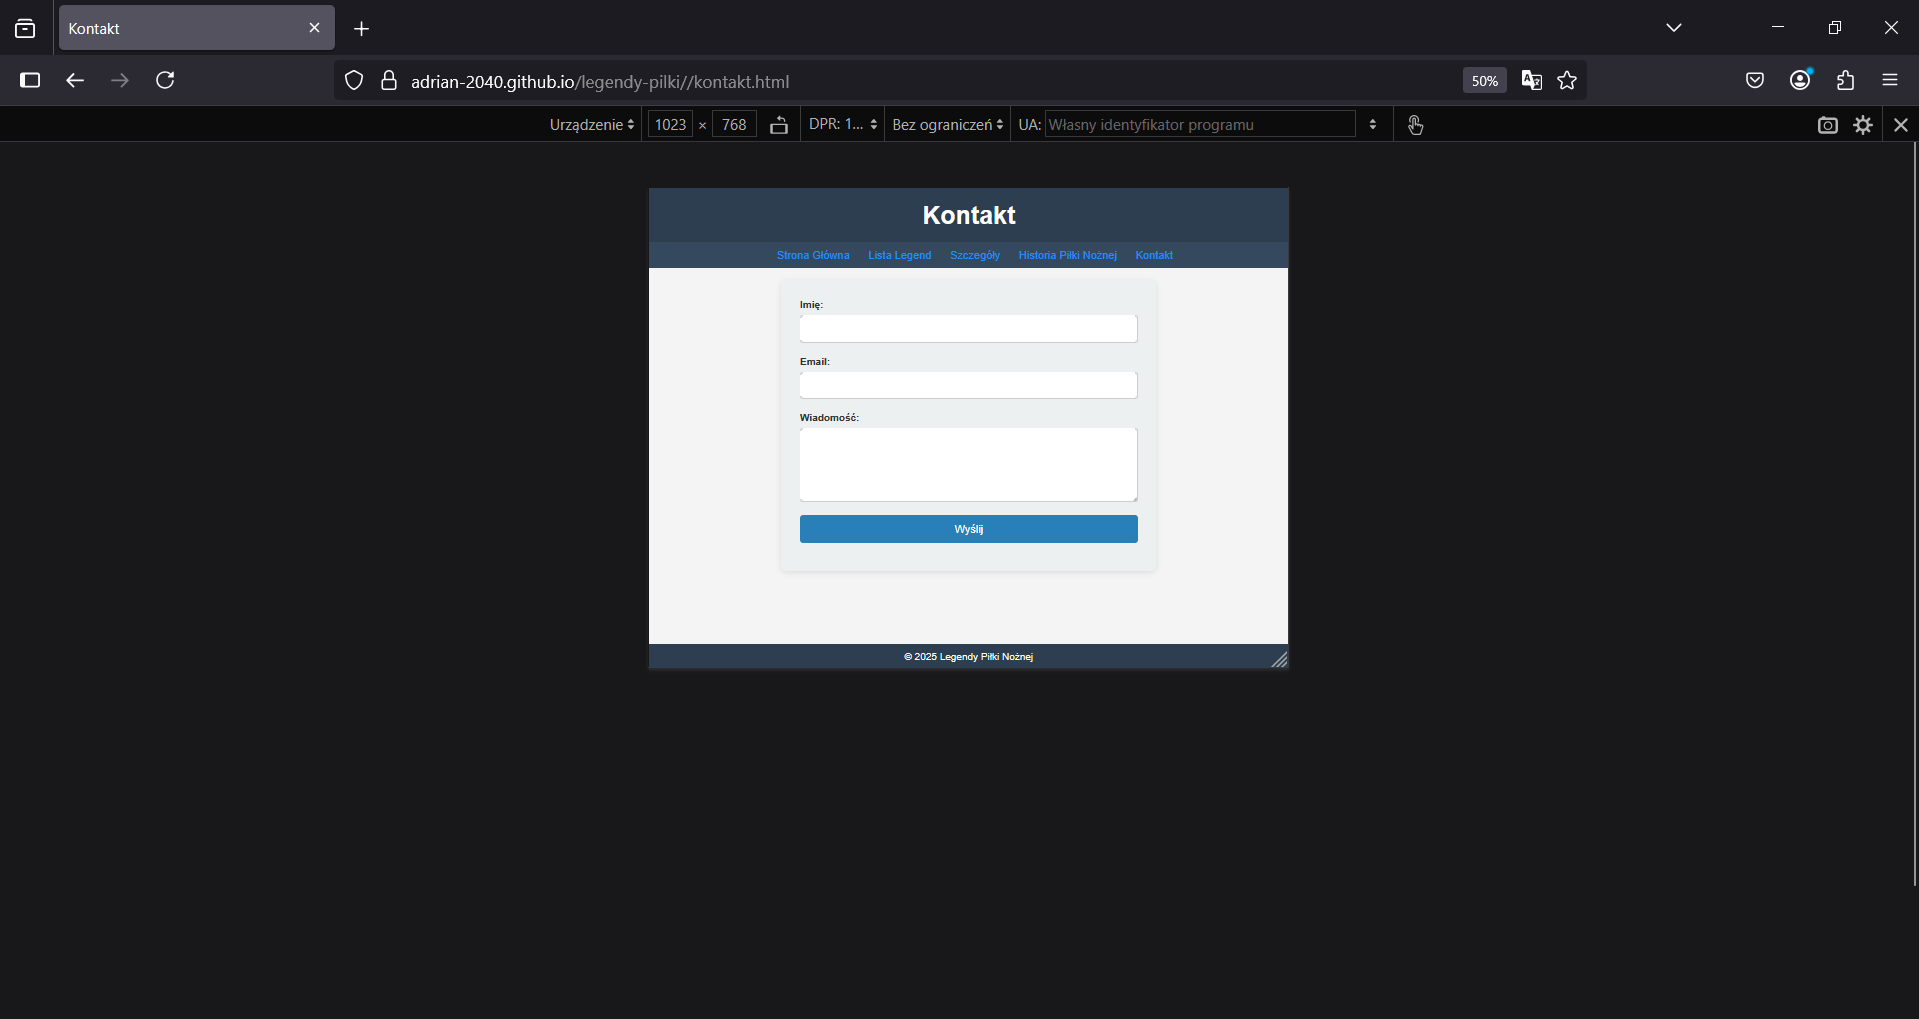 Kontakt
adrian-2040.github.io/legendy-pilki//kontakt.html
50%
Urządzenie 1023 × 768 DPR: 1... Bez ograniczeń UA: Własny identyfikator programu
Kontakt
Strona Główna Lista Legend Szczegóły Historia Piłki Nożnej Kontakt
Imię:
Email:
Wiadomość:
Wyślij
© 2025 Legendy Piłki Nożnej